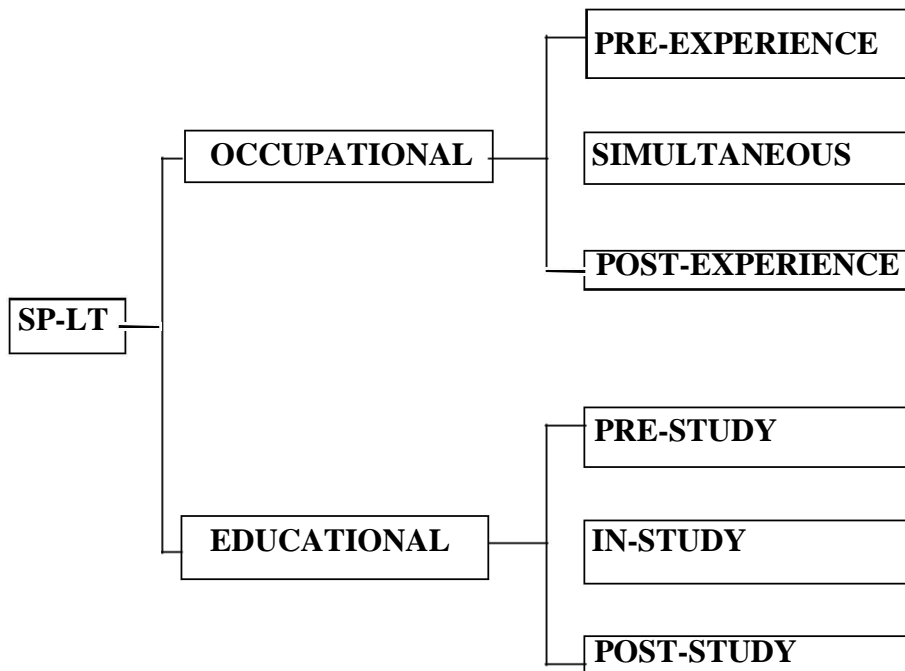 PRE-EXPERIENCE
OCCUPATIONAL
SIMULTANEOUS
POST-EXPERIENCE
SP-LT
PRE-STUDY
EDUCATIONAL
IN-STUDY
POST-STUDY